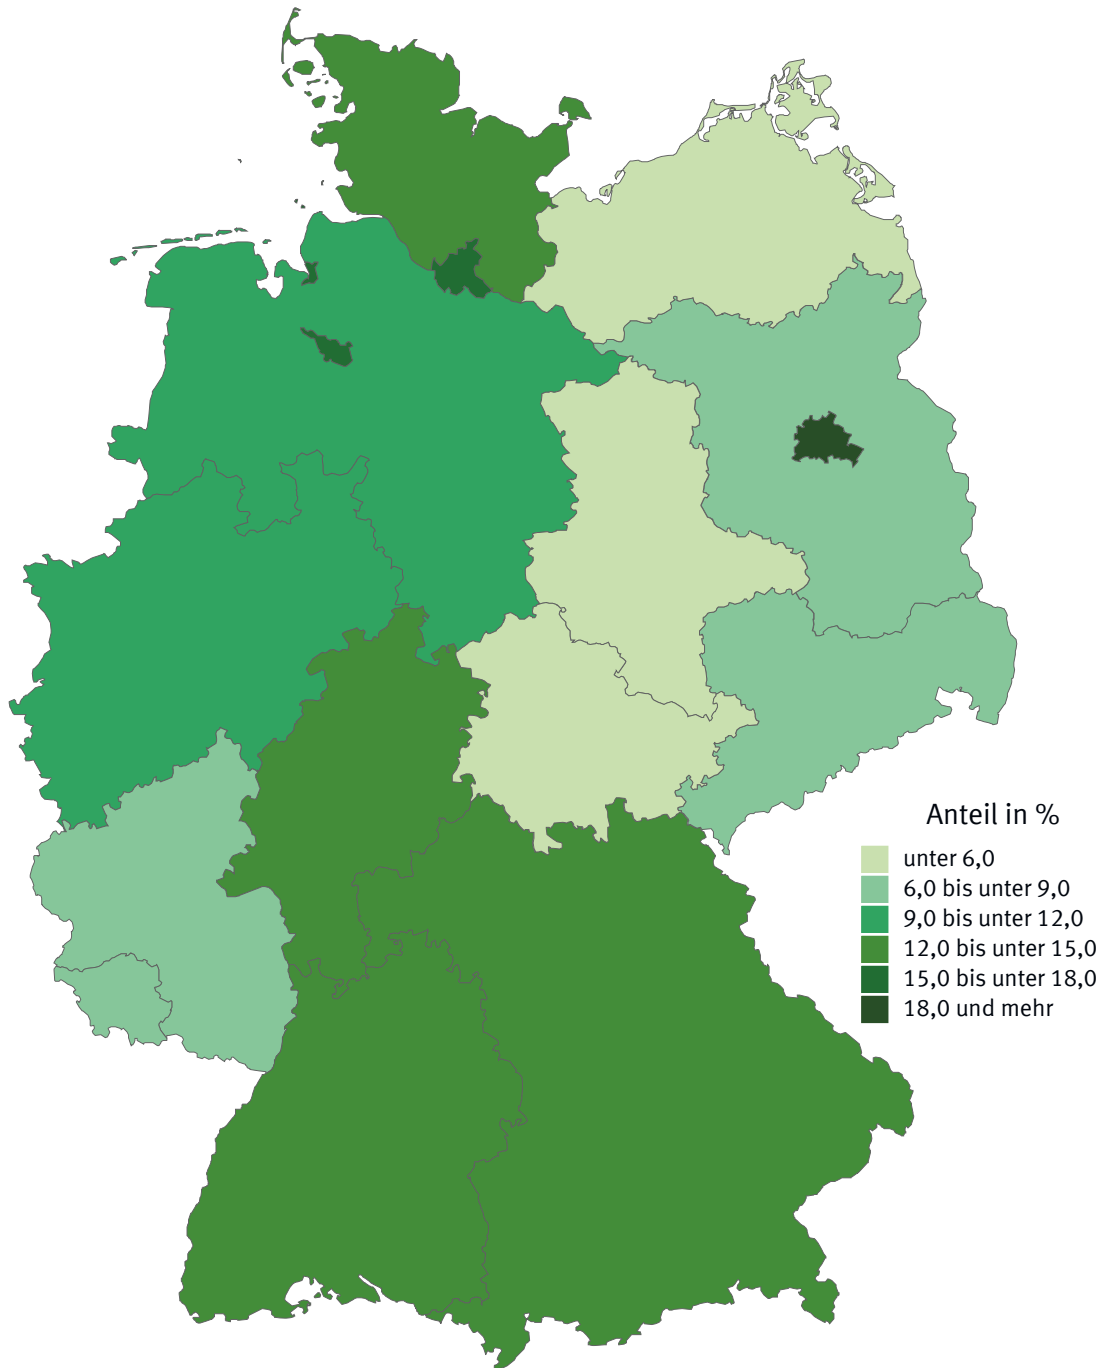 Anteil in %
unter 6,0
6,0 bis unter 9,0
9,0 bis unter 12,0
12,0 bis unter 15,0
15,0 bis unter 18,0
18,0 und mehr